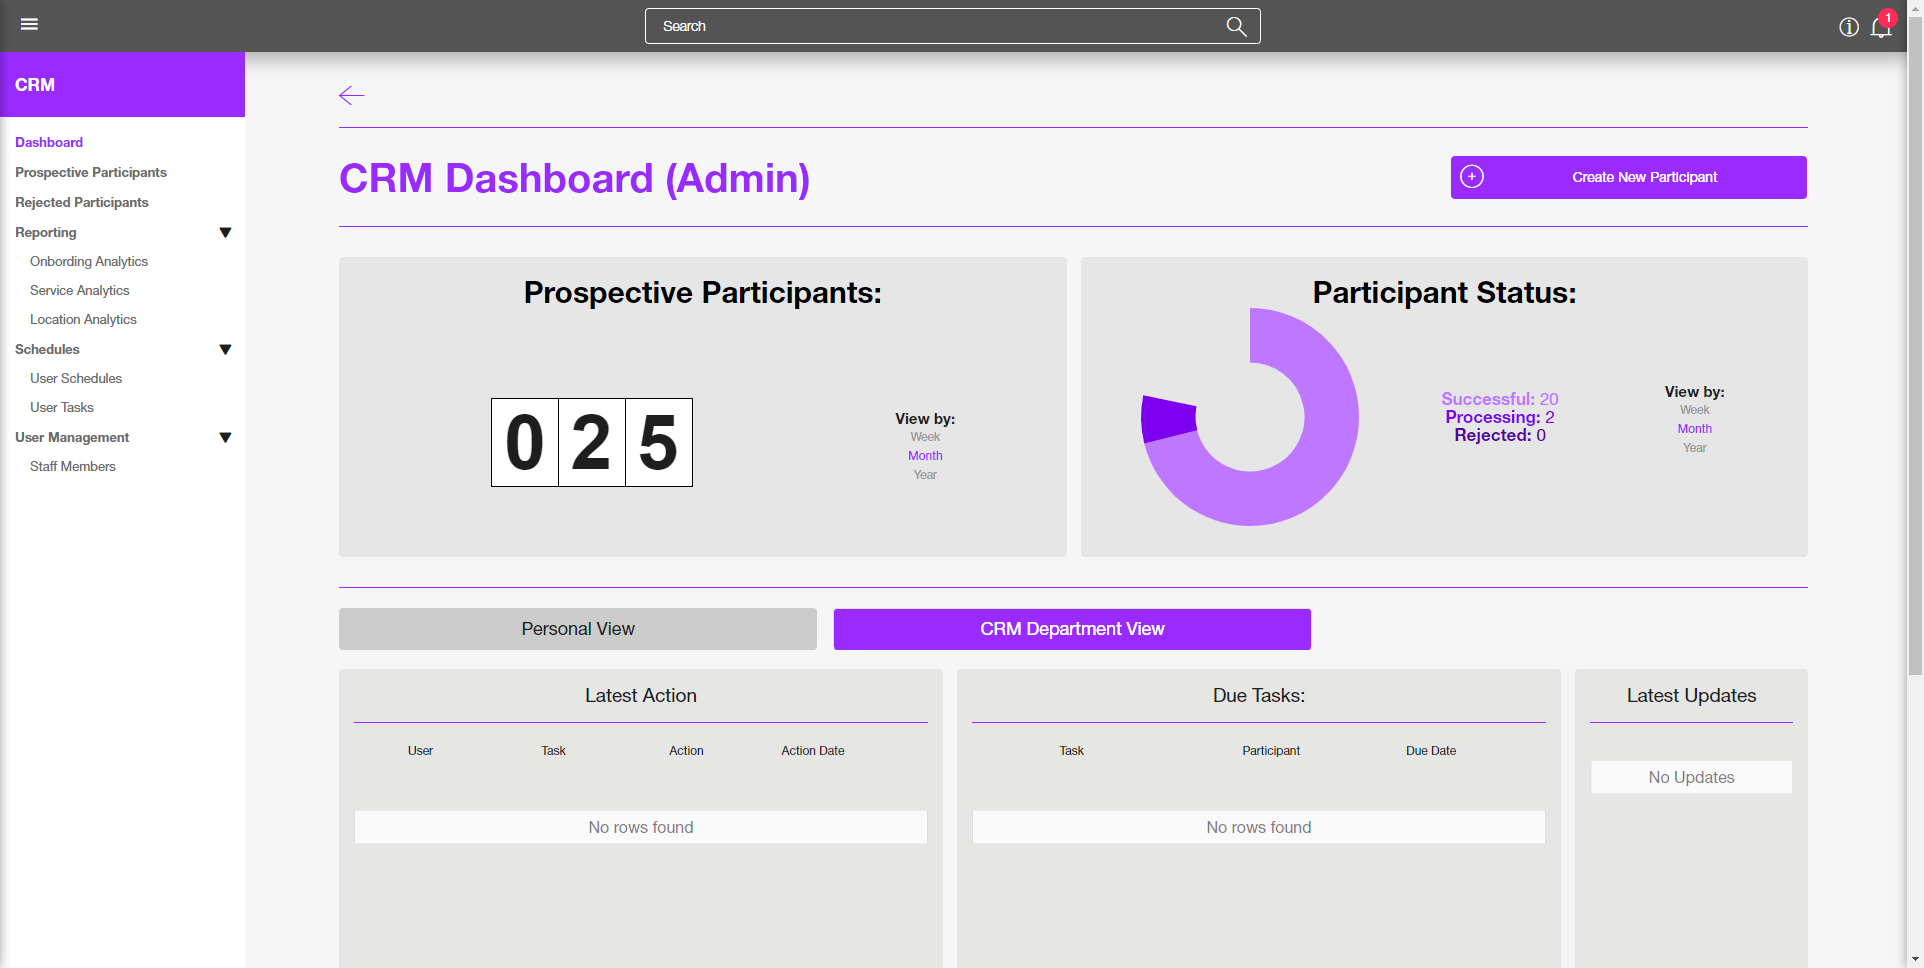 Search
1
CRM
Dashboard
Prospective Participants
Rejected Participants
Reporting
Onbording Analytics
Service Analytics
Location Analytics
Schedules
User Schedules
User Tasks
User Management
Staff Members
CRM Dashboard (Admin)
Create New Participant
Prospective Participants:
025
View by:
Week
Month
Year
Participant Status:
Successful: 20
Processing: 2
Rejected: 0
View by:
Week
Month
Year
Personal View
CRM Department View
Latest Action
User Task Action Action Date
No rows found
Due Tasks:
Task Participant Due Date
No rows found
Latest Updates
No Updates